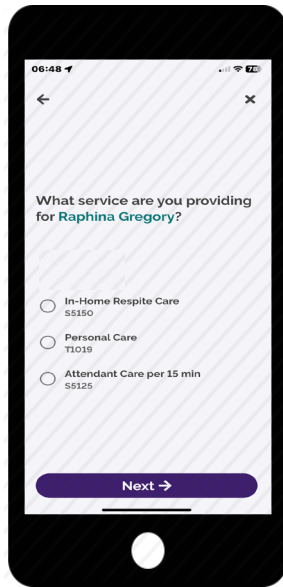 06:48
What service are you providing
for Raphina Gregory?
In-Home Respite Care
S5150
Personal Care
T1019
Attendant Care per 15 min
S5125
Next →